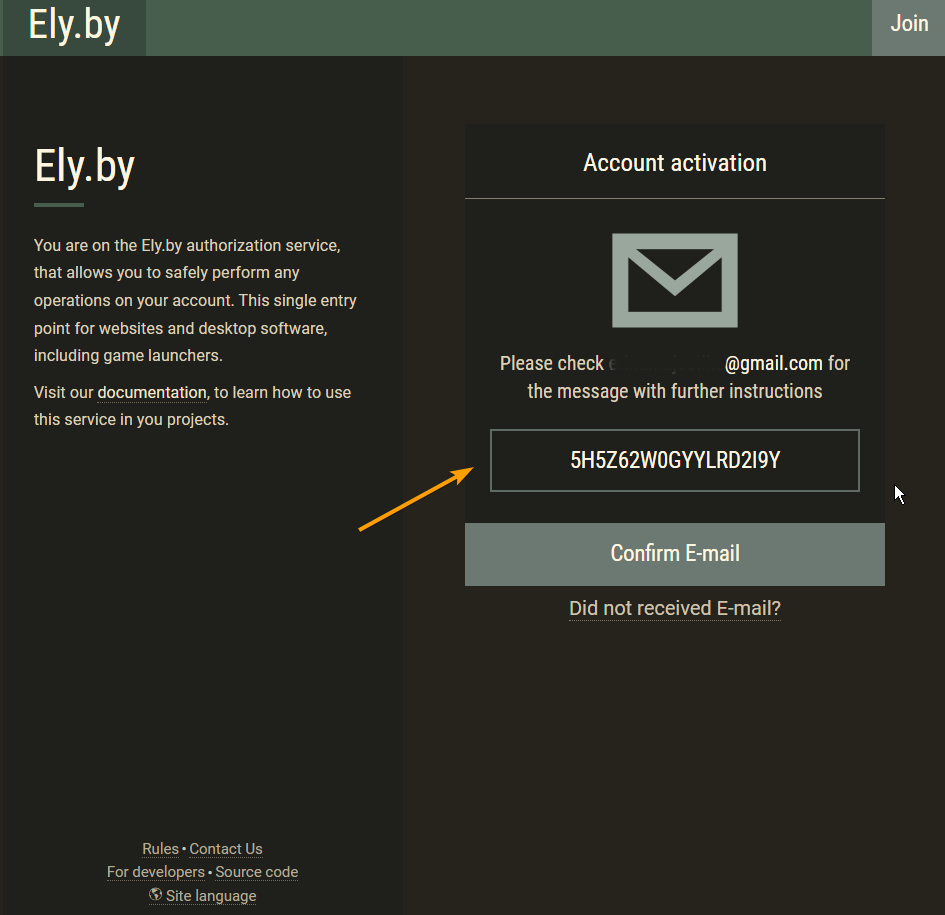 Ely.by
Join
Ely.by
You are on the Ely.by authorization service,
that allows you to safely perform any
operations on your account. This single entry
point for websites and desktop software,
including game launchers.
Visit our documentation, to learn how to use
this service in you projects.
Account activation
Please check @gmail.com for
the message with further instructions
5H5Z62W0GYYLRD2I9Y
Confirm E-mail
Did not received E-mail?
Rules • Contact Us
For developers • Source code
Site language